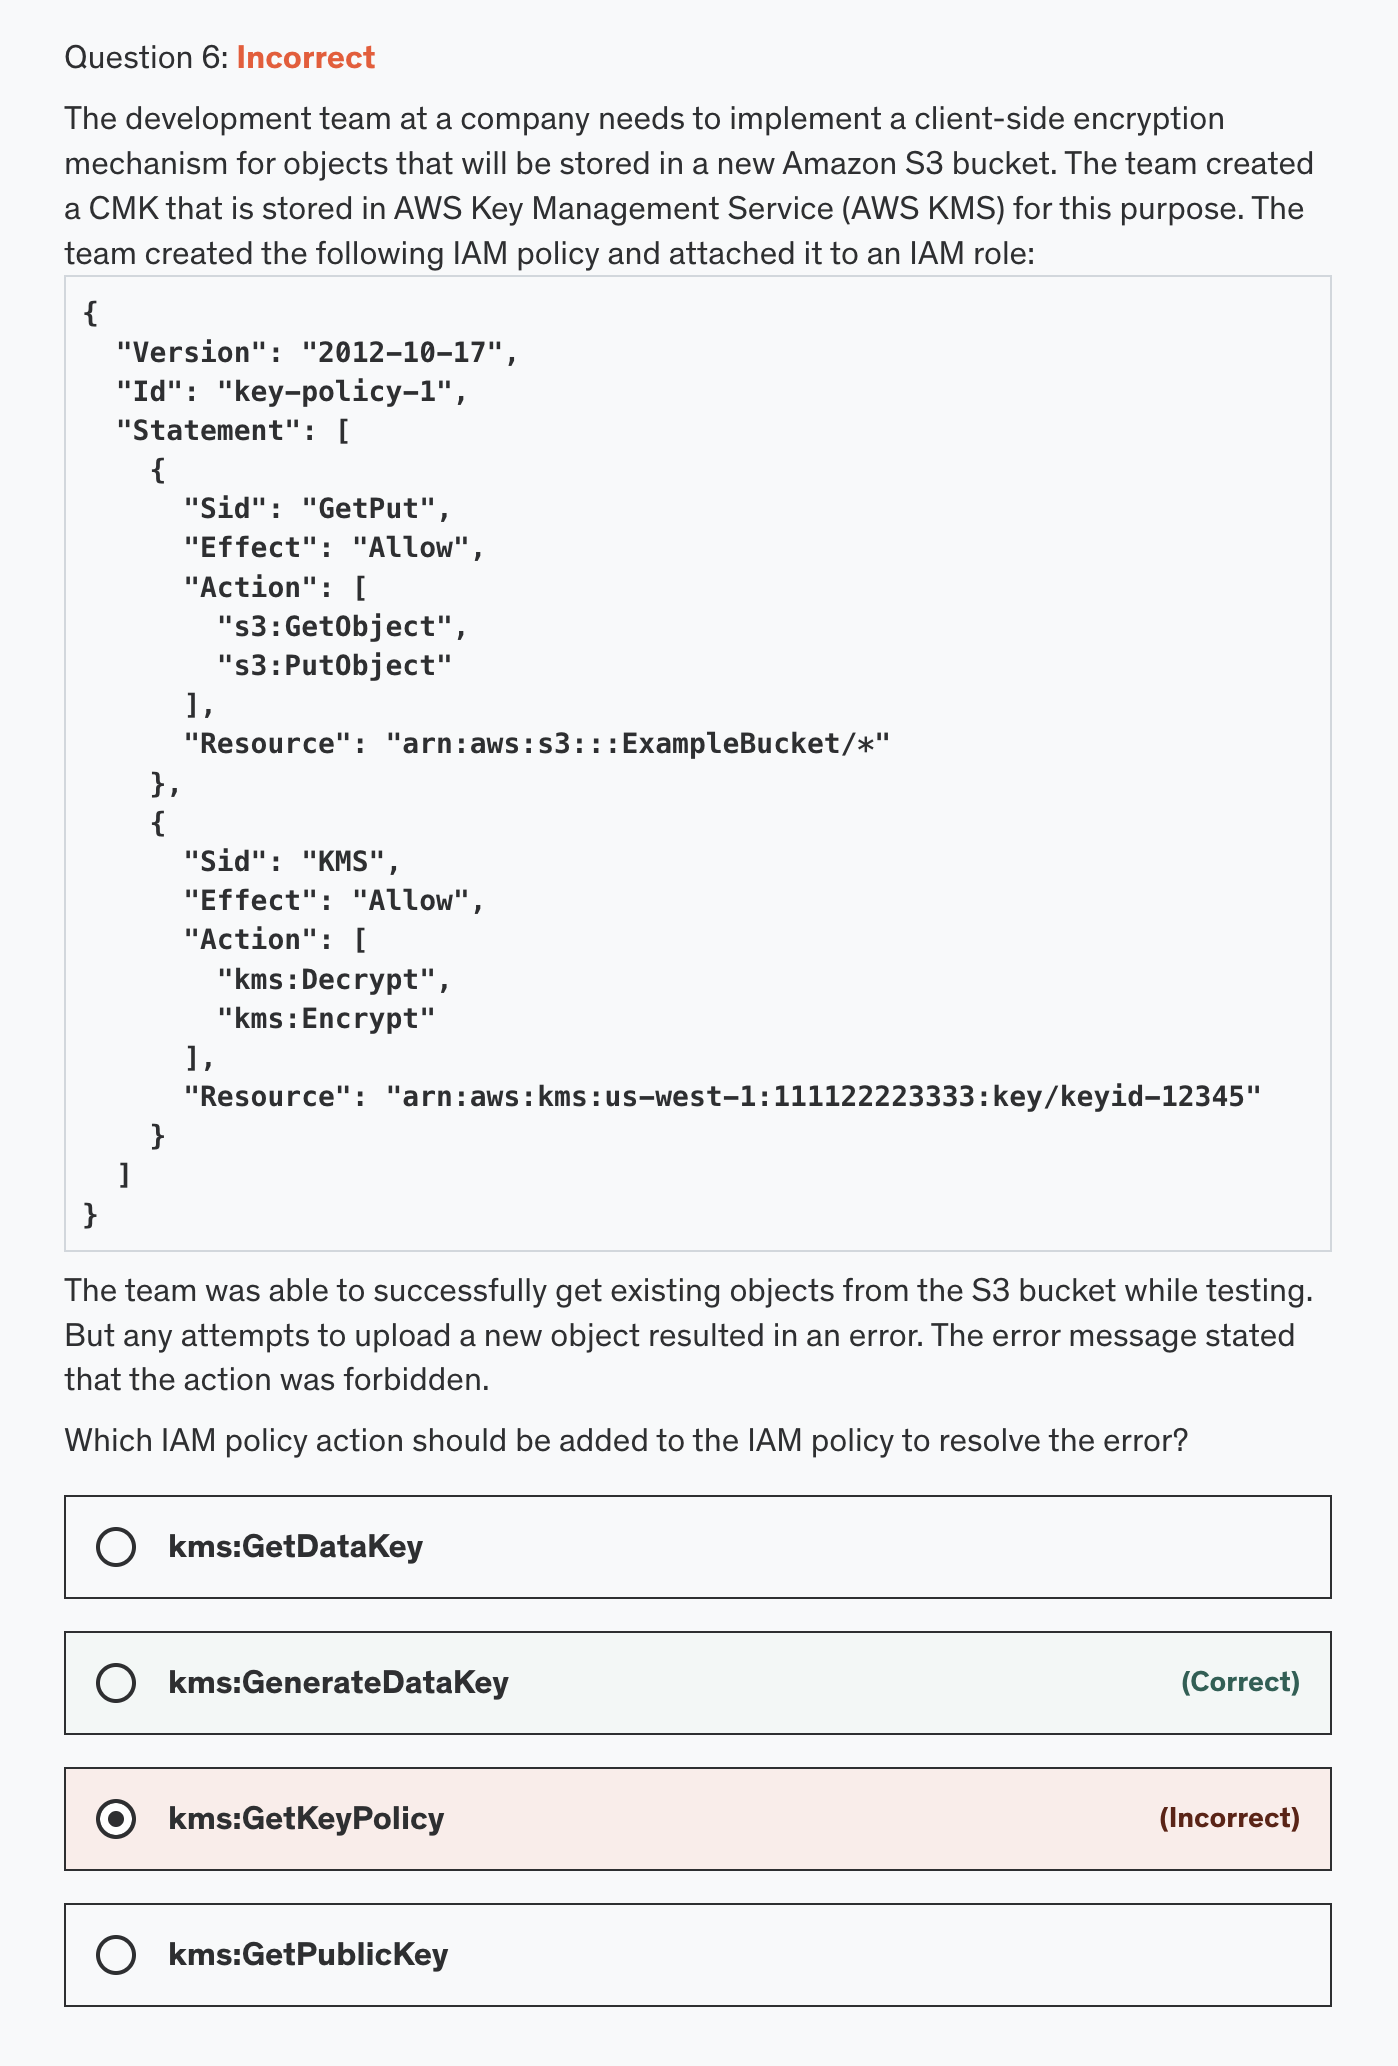 Question 6: Incorrect
The development team at a company needs to implement a client-side encryption
mechanism for objects that will be stored in a new Amazon S3 bucket. The team created
a CMK that is stored in AWS Key Management Service (AWS KMS) for this purpose. The
team created the following IAM policy and attached it to an IAM role:
{
  "Version": "2012-10-17",
  "Id": "key-policy-1",
  "Statement": [
    {
      "Sid": "GetPut",
      "Effect": "Allow",
      "Action": [
        "s3:GetObject",
        "s3:PutObject"
      ],
      "Resource": "arn:aws:s3:::ExampleBucket/*"
    },
    {
      "Sid": "KMS",
      "Effect": "Allow",
      "Action": [
        "kms:Decrypt",
        "kms:Encrypt"
      ],
      "Resource": "arn:aws:kms:us-west-1:111122223333:key/keyid-12345"
    }
  ]
}
The team was able to successfully get existing objects from the S3 bucket while testing.
But any attempts to upload a new object resulted in an error. The error message stated
that the action was forbidden.
Which IAM policy action should be added to the IAM policy to resolve the error?
kms:GetDataKey
kms:GenerateDataKey (Correct)
kms:GetKeyPolicy (Incorrect)
kms:GetPublicKey